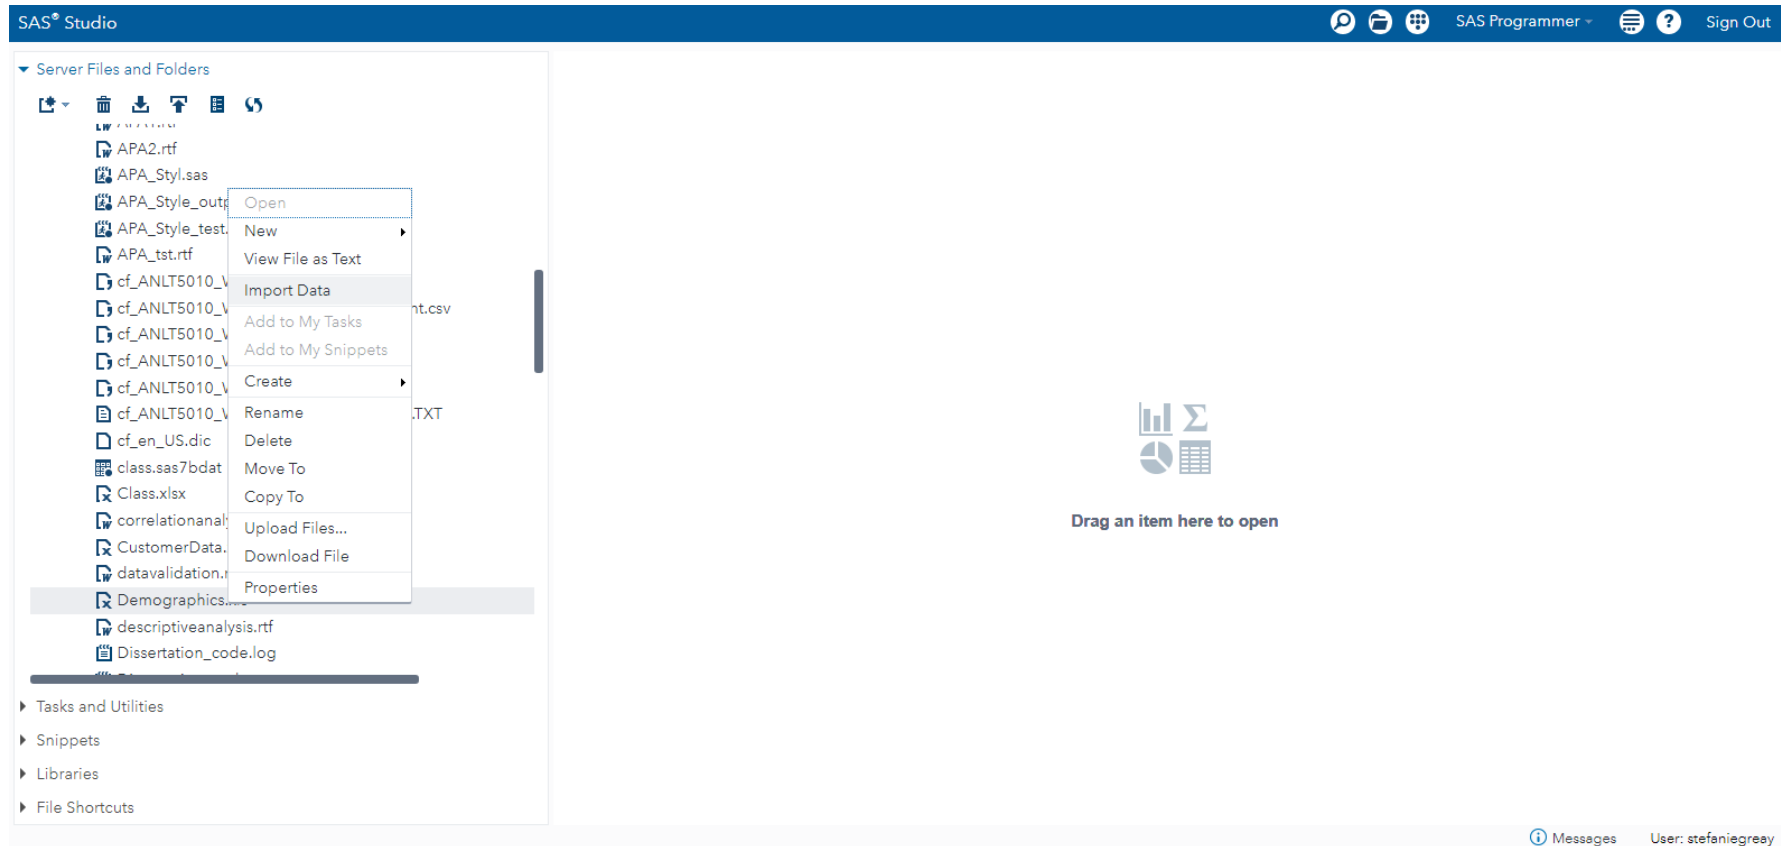 SAS® Studio
SAS Programmer
Sign Out
Server Files and Folders
APA2.rtf
APA_Styl.sas
APA_Style_outp
APA_Style_test.
APA_tst.rtf
cf_ANLT5010_
cf_ANLT5010_ nt.csv
cf_ANLT5010_
cf_ANLT5010_
cf_ANLT5010_
cf_ANLT5010_ .TXT
cf_en_US.dic
class.sas7bdat
Class.xlsx
correlationanaly
CustomerData.
datavalidation.r
Demographics.
descriptiveanalysis.rtf
Dissertation_code.log
Open
New
View File as Text
Import Data
Add to My Tasks
Add to My Snippets
Create
Rename
Delete
Move To
Copy To
Upload Files...
Download File
Properties
Tasks and Utilities
Snippets
Libraries
File Shortcuts
Drag an item here to open
Messages
User: stefaniegreay